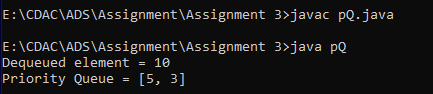 E:\CDAC\ADS\Assignment\Assignment 3>javac pQ.java
E:\CDAC\ADS\Assignment\Assignment 3>java pQ
Dequeued element = 10
Priority Queue = [5, 3]